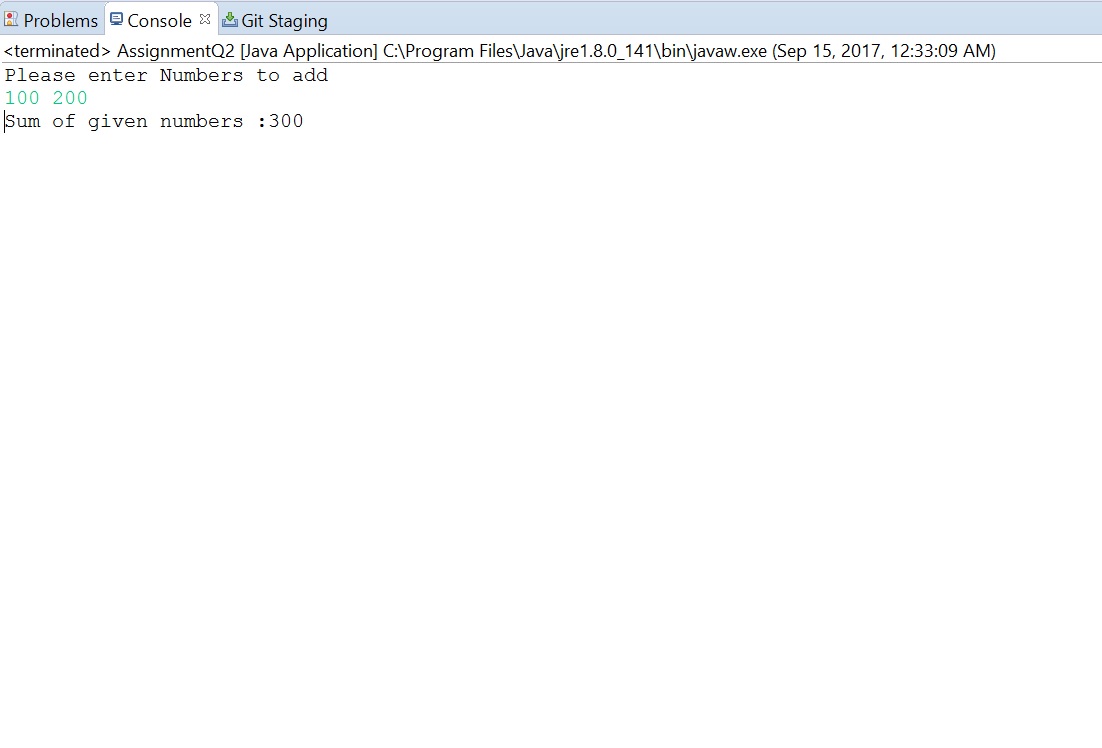 Problems Console Git Staging
<terminated> AssignmentQ2 [Java Application] C:\Program Files\Java\jre1.8.0_141\bin\javaw.exe (Sep 15, 2017, 12:33:09 AM)
Please enter Numbers to add
100 200
Sum of given numbers :300